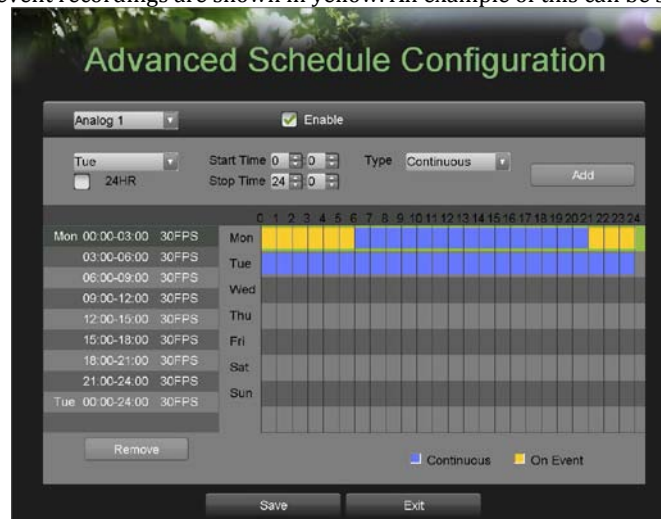 event recordings are shown in yellow. An example of this can be s
Advanced Schedule Configuration
Analog 1
Enable
Tue
Start Time 0 : 0
Type Continuous
24HR
Stop Time 24 : 0
Add
0 1 2 3 4 5 6 7 8 9 10 11 12 13 14 15 16 17 18 19 20 21 22 23 24
Mon 00:00-03:00 30FPS
03:00-06:00 30FPS
06:00-09:00 30FPS
09:00-12:00 30FPS
12:00-15:00 30FPS
15:00-18:00 30FPS
18:00-21:00 30FPS
21:00-24:00 30FPS
Tue 00:00-24:00 30FPS
Mon
Tue
Wed
Thu
Fri
Sat
Sun
Remove
Continuous
On Event
Save
Exit